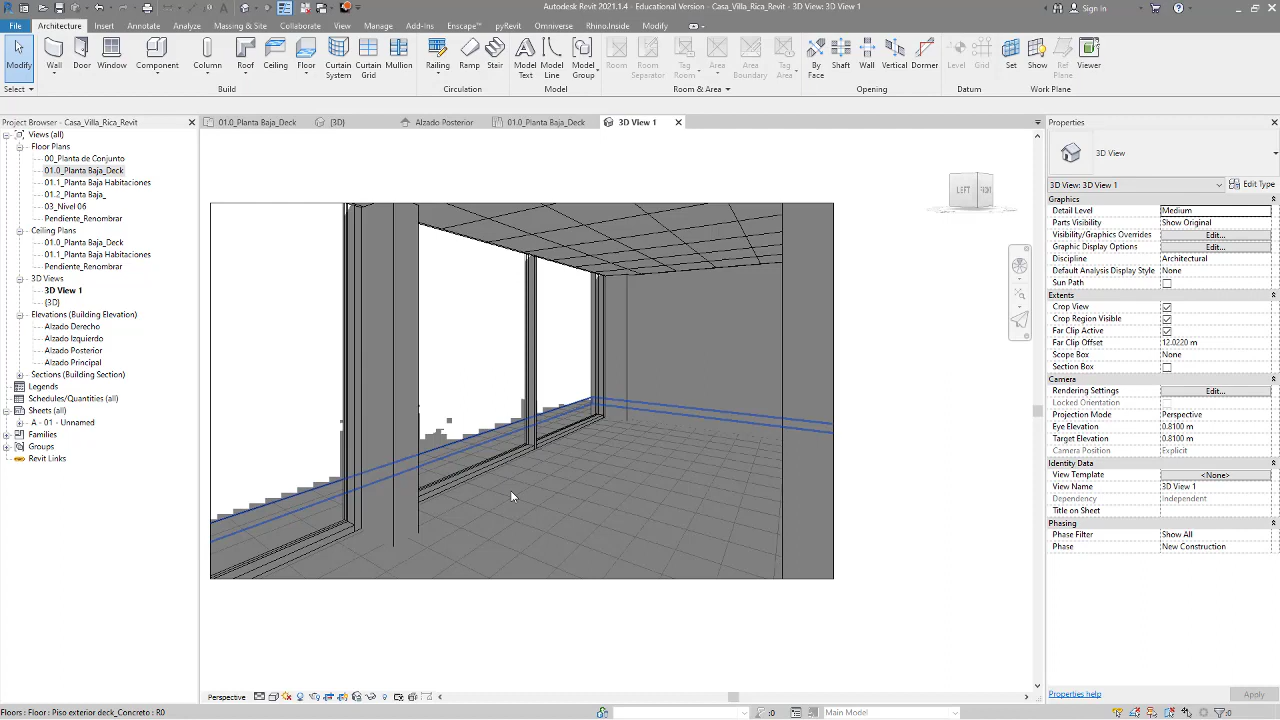 Autodesk Revit 2021.1.4 - Educational Version - Casa_Villa_Rica_Revit - 3D View: 3D View 1
Sign In
File Architecture Insert Annotate Analyze Massing & Site Collaborate View Manage Add-Ins Enscape™ pyRevit Omniverse Rhino.Inside Modify
Modify Wall Door Window Component Column Roof Ceiling Floor Curtain System Curtain Grid Mullion Railing Ramp Stair Model Text Model Line Model Group Room Room Separator Tag Room Area Area Boundary Tag Area By Face Shaft Wall Vertical Dormer Level Grid Set Show Ref Plane Viewer
Select Build Circulation Model Room & Area Opening Datum Work Plane
Project Browser - Casa_Villa_Rica_Revit
01.0_Planta Baja_Deck {3D} Alzado Posterior 01.0_Planta Baja_Deck 3D View 1
Views (all)
Floor Plans
00_Planta de Conjunto
01.0_Planta Baja_Deck
01.1_Planta Baja Habitaciones
01.2_Planta Baja_
03_Nivel 06
Pendiente_Renombrar
Ceiling Plans
01.0_Planta Baja_Deck
01.1_Planta Baja Habitaciones
Pendiente_Renombrar
3D Views
3D View 1
{3D}
Elevations (Building Elevation)
Alzado Derecho
Alzado Izquierdo
Alzado Posterior
Alzado Principal
Sections (Building Section)
Legends
Schedules/Quantities (all)
Sheets (all)
A - 01 - Unnamed
Families
Groups
Revit Links
LEFT
Properties
3D View
3D View: 3D View 1 Edit Type
Graphics
Detail Level Medium
Parts Visibility Show Original
Visibility/Graphics Overrides Edit...
Graphic Display Options Edit...
Discipline Architectural
Default Analysis Display Style None
Sun Path
Extents
Crop View
Crop Region Visible
Far Clip Active
Far Clip Offset 12.0220 m
Scope Box None
Section Box
Camera
Rendering Settings Edit...
Locked Orientation
Projection Mode Perspective
Eye Elevation 0.8100 m
Target Elevation 0.8100 m
Camera Position Explicit
Identity Data
View Template <None>
View Name 3D View 1
Dependency Independent
Title on Sheet
Phasing
Phase Filter Show All
Phase New Construction
Properties help Apply
Perspective
Floors : Floor : Piso exterior deck_Concreto : R0
:0 Main Model :0